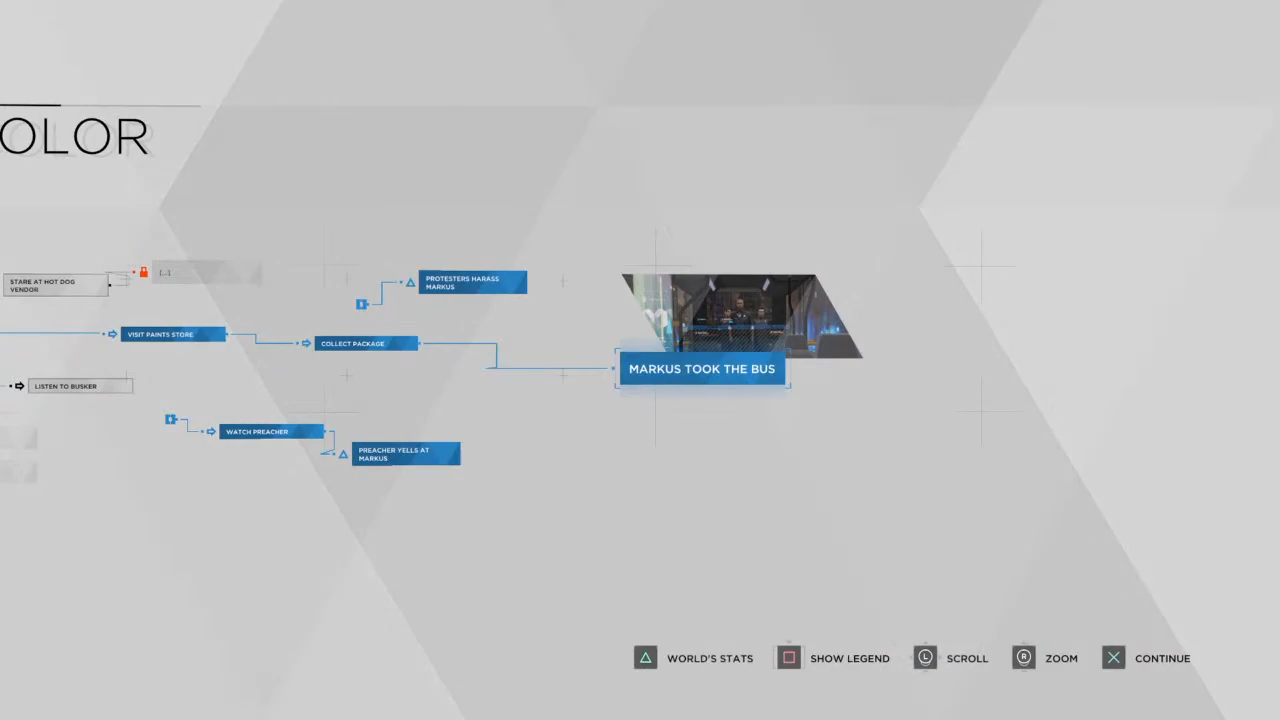 OLOR
STARE AT HOT DOG
VENDOR
[...]
PROTESTERS HARASS
MARKUS
VISIT PAINTS STORE
COLLECT PACKAGE
MARKUS TOOK THE BUS
LISTEN TO BUSKER
WATCH PREACHER
PREACHER YELLS AT
MARKUS
WORLD'S STATS
SHOW LEGEND
L
SCROLL
R
ZOOM
CONTINUE